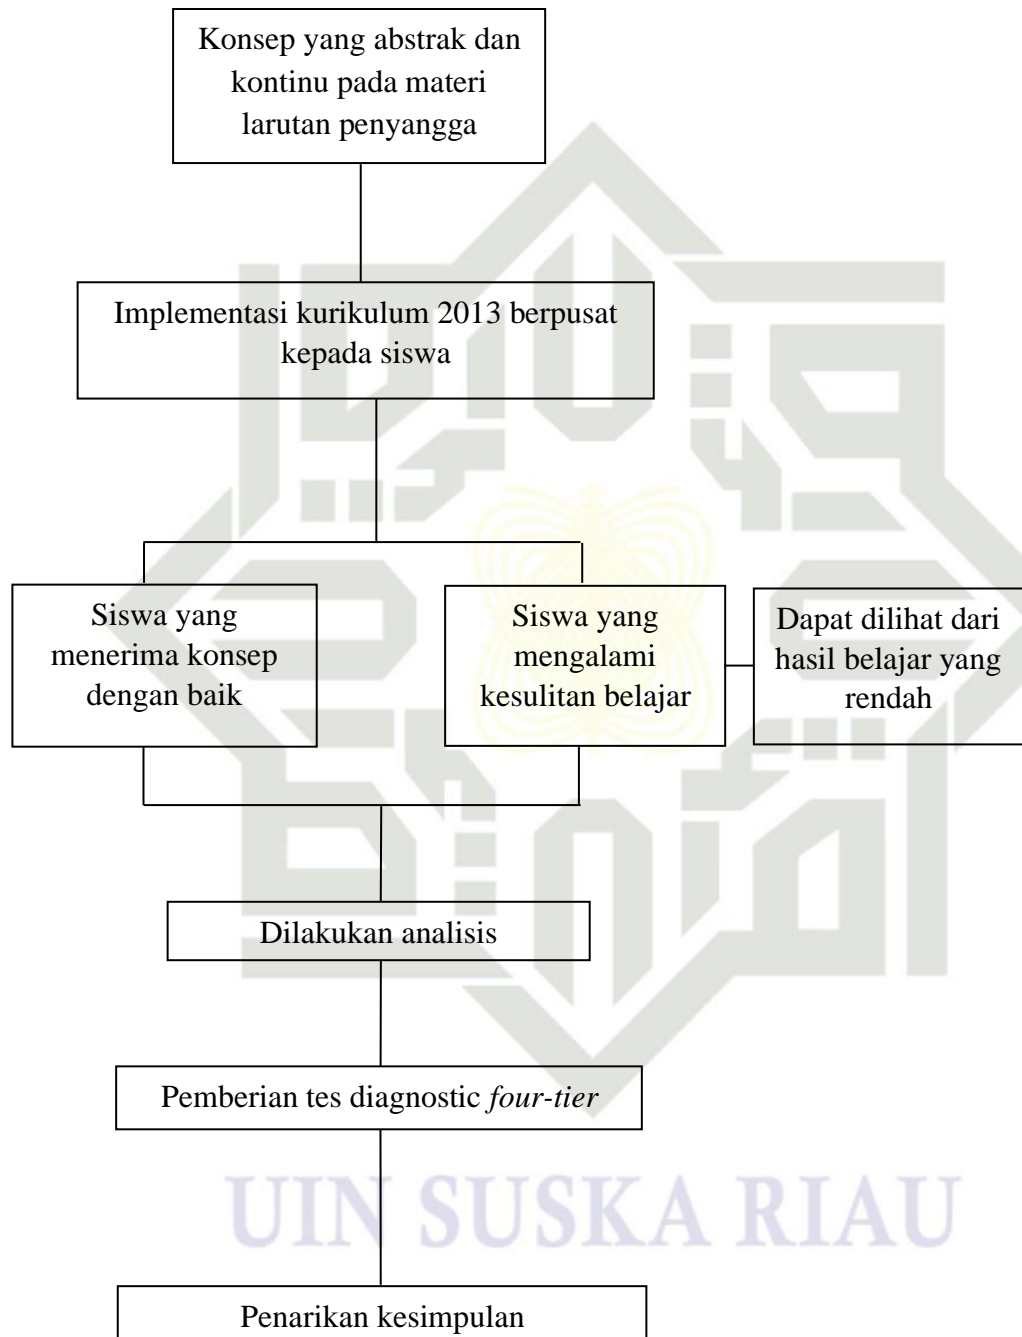 Konsep yang abstrak dan
kontinu pada materi
larutan penyangga
Implementasi kurikulum 2013 berpusat
kepada siswa
Siswa yang
menerima konsep
dengan baik
Siswa yang
mengalami
kesulitan belajar
Dapat dilihat dari
hasil belajar yang
rendah
Dilakukan analisis
Pemberian tes diagnostic four-tier
UIN SUSKA RIAU
Penarikan kesimpulan